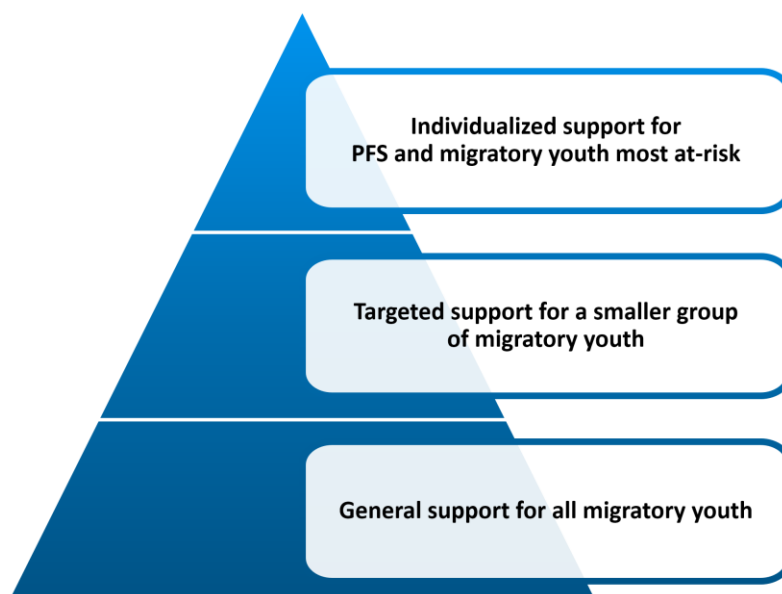 Individualized support for
PFS and migratory youth most at-risk
Targeted support for a smaller group
of migratory youth
General support for all migratory youth